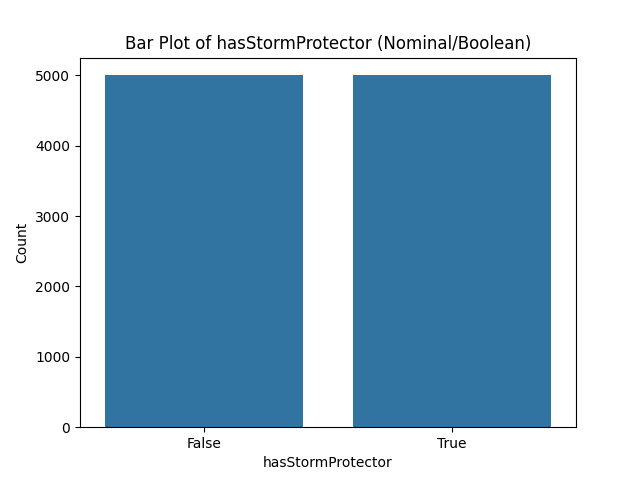 Bar Plot of hasStormProtector (Nominal/Boolean)
5000
4000
3000
2000
1000
0
Count
False True
hasStormProtector